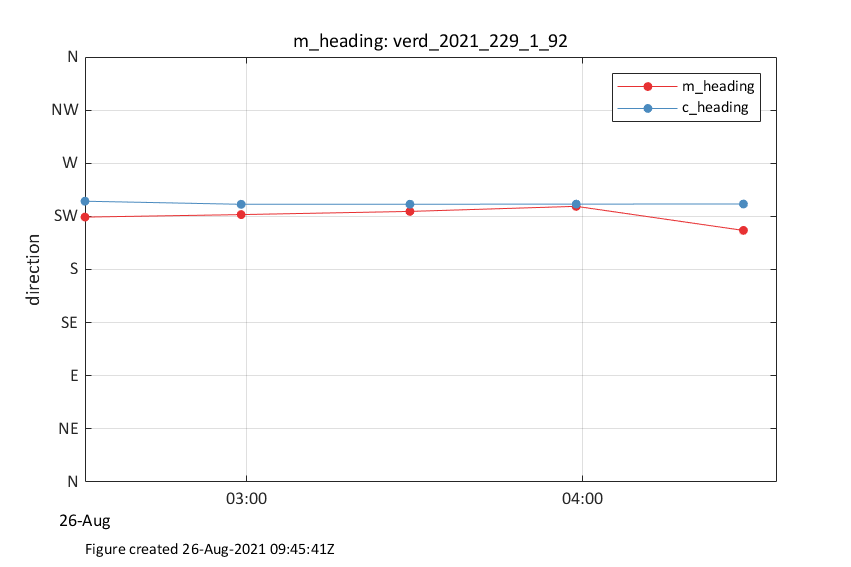 m_heading: verd_2021_229_1_92
N
m_heading
c_heading
NW
W
SW
S
SE
E
NE
N
direction
03:00
04:00
26-Aug
Figure created 26-Aug-2021 09:45:41Z